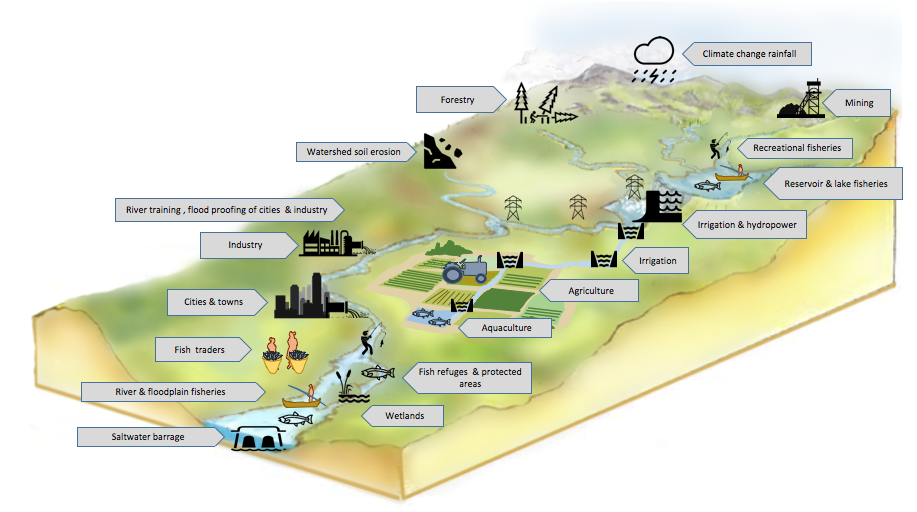 Climate change rainfall
Forestry
Mining
Watershed soil erosion
Recreational fisheries
Reservoir & lake fisheries
River training , flood proofing of cities & industry
Irrigation & hydropower
Industry
Irrigation
Agriculture
Cities & towns
Aquaculture
Fish traders
Fish refuges & protected
areas
River & floodplain fisheries
Wetlands
Saltwater barrage